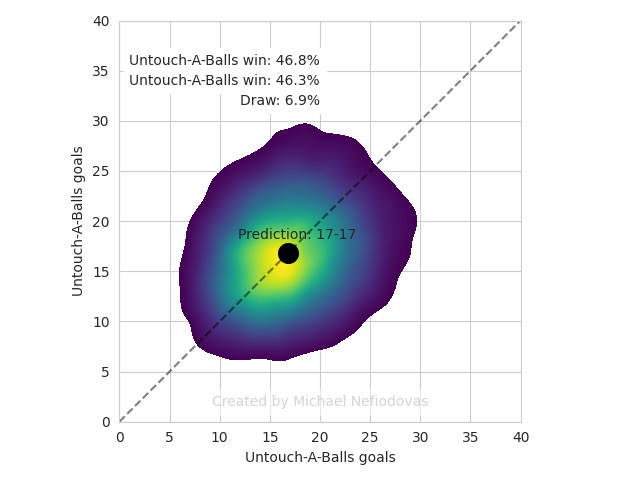 40
35
30
25
20
15
10
5
0
Untouch-A-Balls goals
Untouch-A-Balls win: 46.8%
Untouch-A-Balls win: 46.3%
Draw: 6.9%
Prediction: 17-17
Created by Michael Nefiodovas
0 5 10 15 20 25 30 35 40
Untouch-A-Balls goals